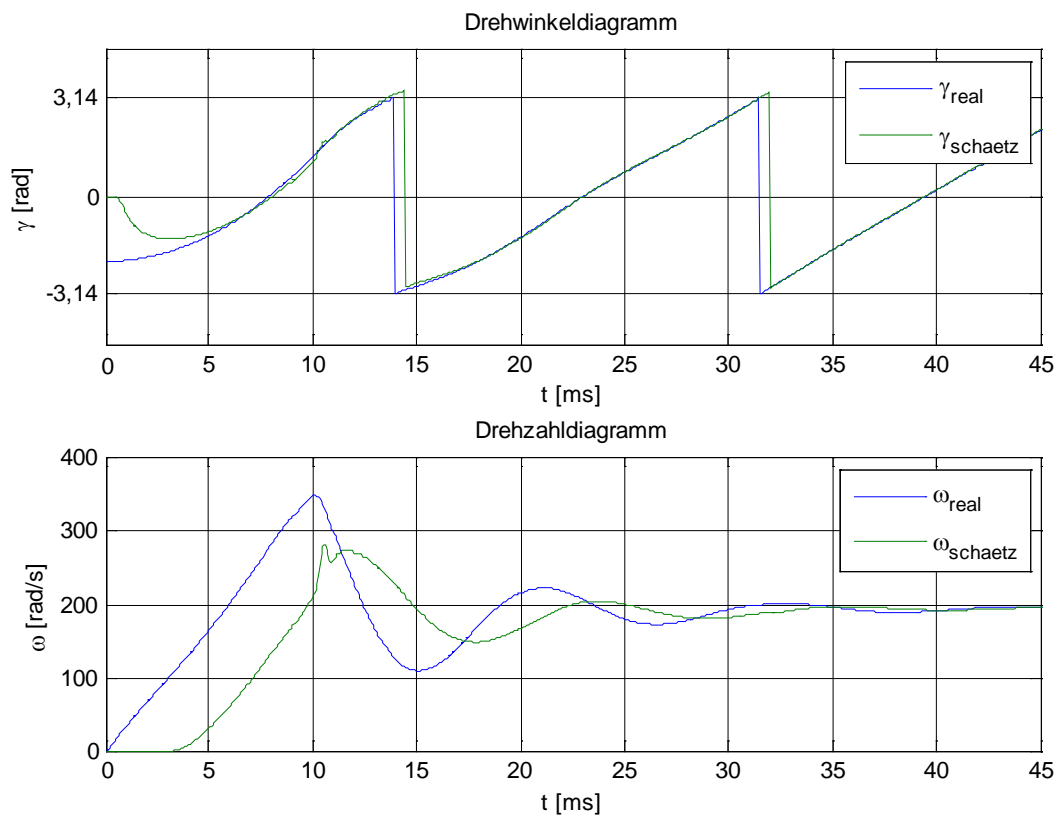 Drehwinkeldiagramm
γ [rad]
3,14
0
-3,14
γreal
γschaetz
0 5 10 15 20 25 30 35 40 45
t [ms]
Drehzahldiagramm
ω [rad/s]
400
300
200
100
0
ωreal
ωschaetz
0 5 10 15 20 25 30 35 40 45
t [ms]